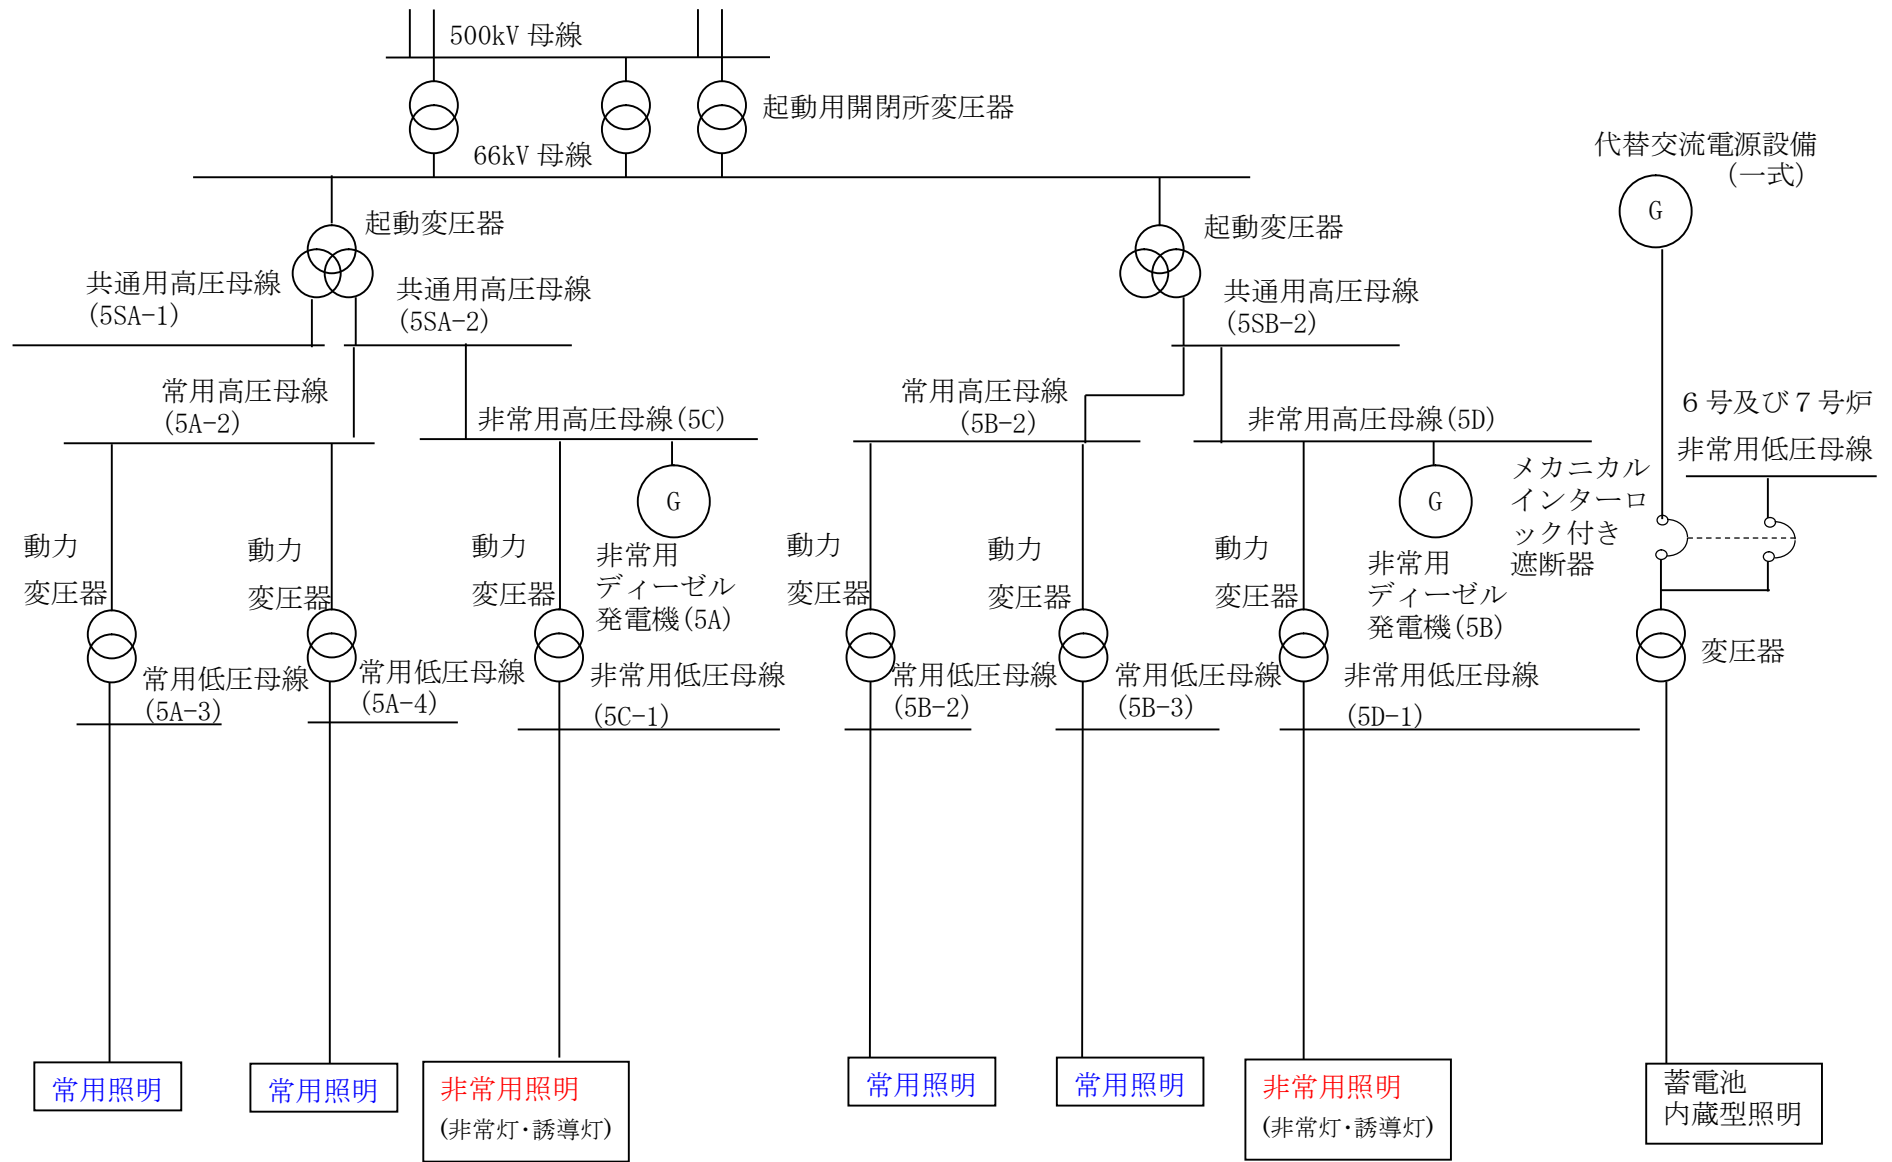 500kV 母線
起動用開閉所変圧器
66kV 母線
代替交流電源設備
(一式)
G
起動変圧器
起動変圧器
共通用高圧母線
(5SA-1)
共通用高圧母線
(5SA-2)
共通用高圧母線
(5SB-2)
常用高圧母線
(5A-2)
非常用高圧母線(5C)
常用高圧母線
(5B-2)
非常用高圧母線(5D)
6号及び7号炉
非常用低圧母線
メカニカル
インターロ
ック付き
遮断器
G
G
動力
変圧器
動力
変圧器
動力
変圧器
非常用
ディーゼル
発電機(5A)
動力
変圧器
動力
変圧器
動力
変圧器
非常用
ディーゼル
発電機(5B)
変圧器
常用低圧母線
(5A-3)
常用低圧母線
(5A-4)
非常用低圧母線
(5C-1)
常用低圧母線
(5B-2)
常用低圧母線
(5B-3)
非常用低圧母線
(5D-1)
常用照明
常用照明
非常用照明
(非常灯・誘導灯)
常用照明
常用照明
非常用照明
(非常灯・誘導灯)
蓄電池
内蔵型照明